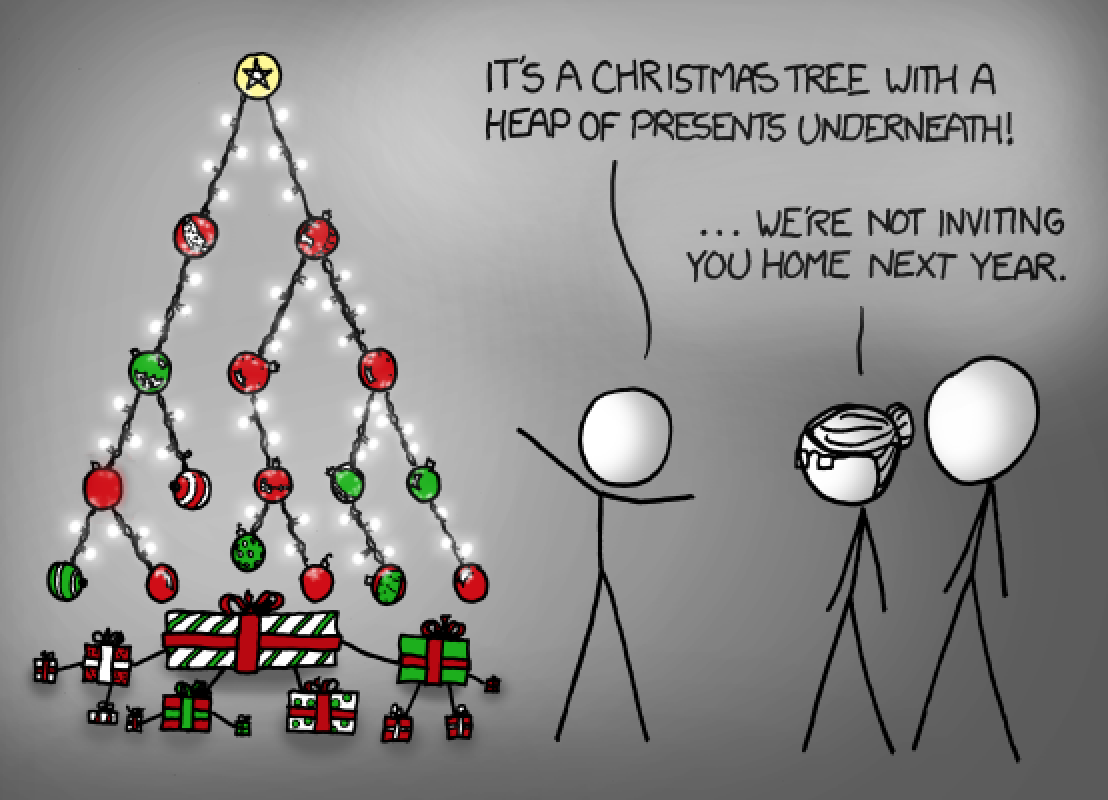 IT'S A CHRISTMAS TREE WITH A
HEAP OF PRESENTS UNDERNEATH!
... WE'RE NOT INVITING
YOU HOME NEXT YEAR.